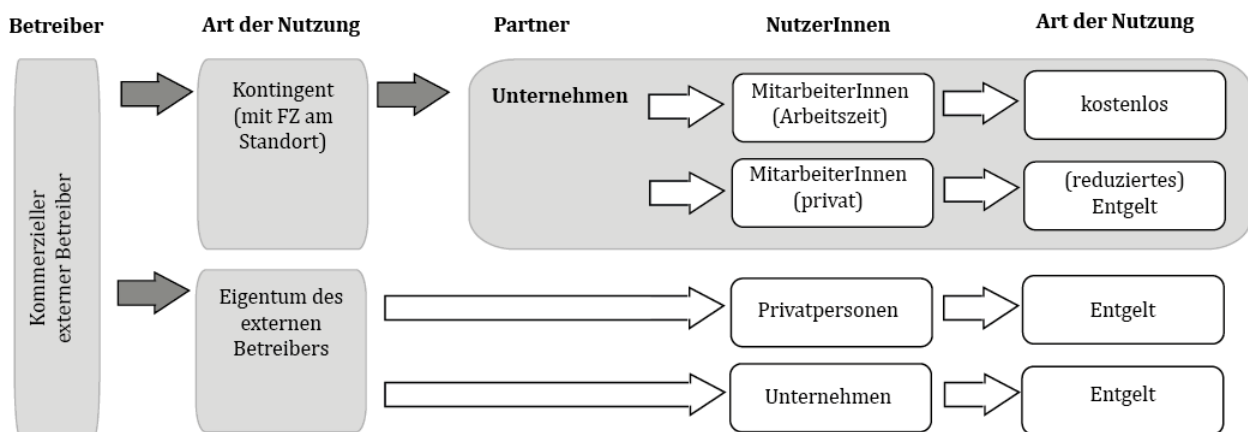 Betreiber
Art der Nutzung
Partner
NutzerInnen
Art der Nutzung
Kommerzieller
externer Betreiber
Kontingent
(mit FZ am
Standort)
Unternehmen
MitarbeiterInnen
(Arbeitszeit)
kostenlos
MitarbeiterInnen
(privat)
(reduziertes)
Entgelt
Eigentum des
externen
Betreibers
Privatpersonen
Entgelt
Unternehmen
Entgelt